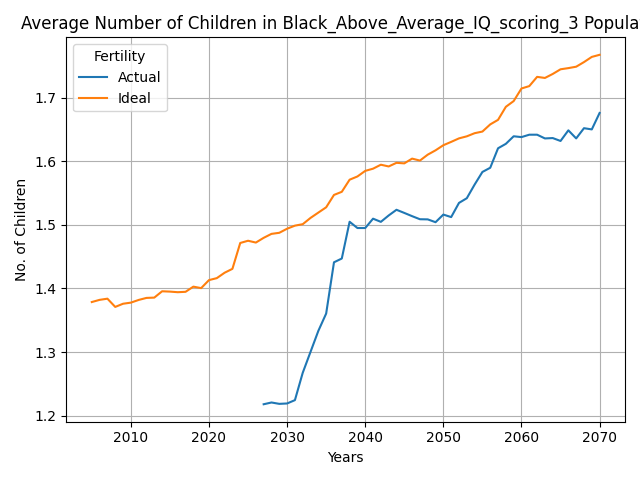 Average Number of Children in Black_Above_Average_IQ_scoring_3 Popula
Fertility
Actual
Ideal
No. of Children
1.7
1.6
1.5
1.4
1.3
1.2
2010 2020 2030 2040 2050 2060 2070
Years